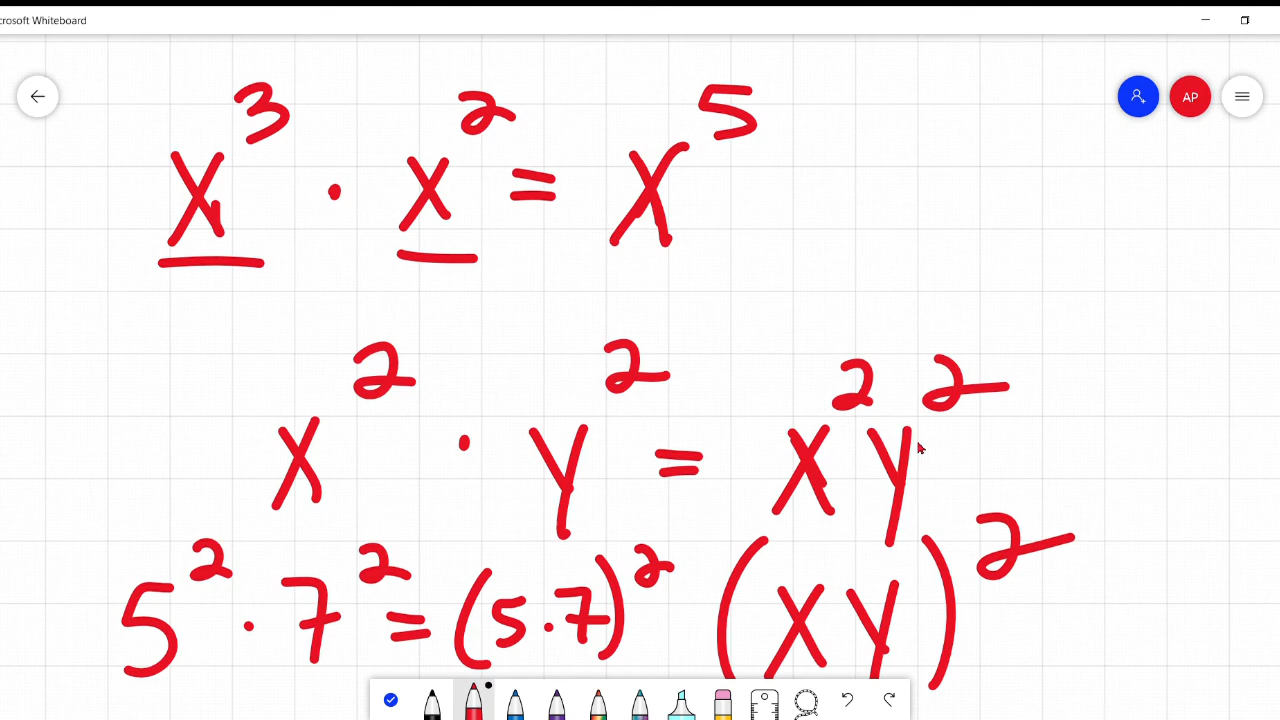 crosoft Whiteboard
AP
x³ · x² = x⁵
x² · y² = x²y²
5² · 7² = (5·7)² (xy)²